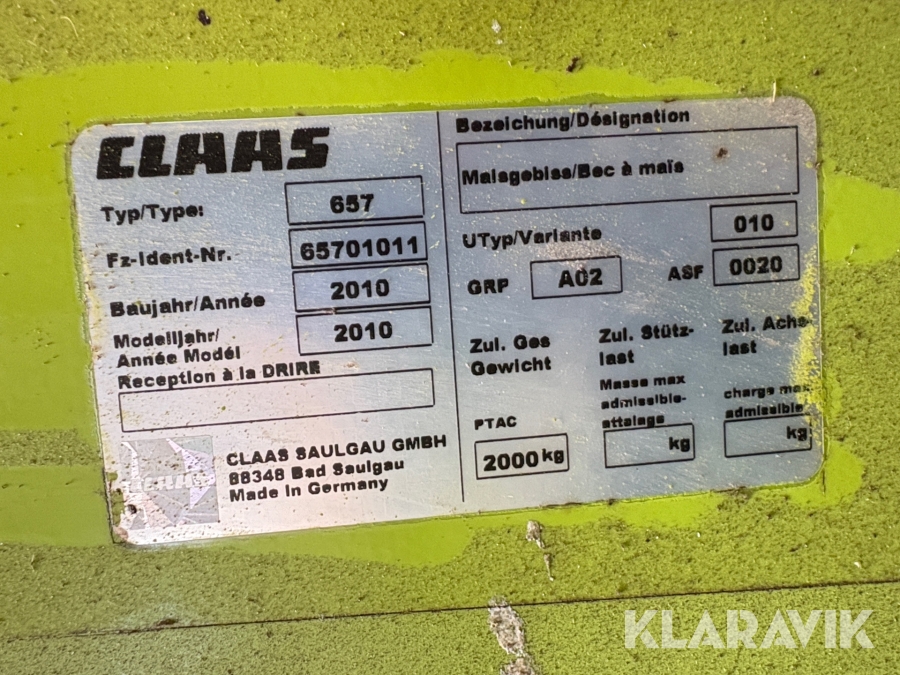 CLAAS
Typ/Type: 657
Fz-Ident-Nr. 65701011
Baujahr/Année 2010
Modelljahr/
Année Modél 2010
Reception à la DRIRE
CLAAS SAULGAU GMBH
88348 Bad Saulgau
Made in Germany
CLAAS
Bezeichung/Désignation
Maisgebiss/Bec à maïs
UTyp/Variante 010
GRP A02 ASF 0020
Zul. Ges
Gewicht
PTAC
2000 kg
Zul. Stütz-
last
Masse max
admissible-
attalage
kg
Zul. Achs-
last
charge max
admissible
kg
KLARAVIK